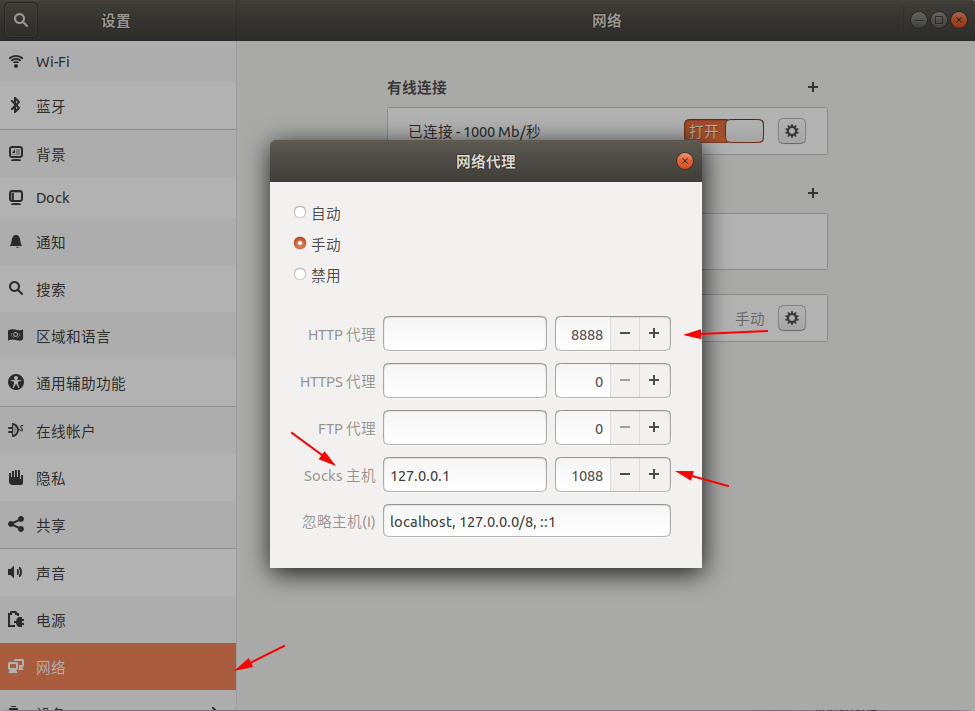 设置
网络
Wi-Fi
蓝牙
背景
Dock
通知
搜索
区域和语言
通用辅助功能
在线帐户
隐私
共享
声音
电源
网络
有线连接
+
已连接 - 1000 Mb/秒
打开
+
手动
网络代理
自动
手动
禁用
HTTP 代理
8888
− +
HTTPS 代理
0
− +
FTP 代理
0
− +
Socks 主机
127.0.0.1
1088
− +
忽略主机(I)
localhost, 127.0.0.0/8, ::1